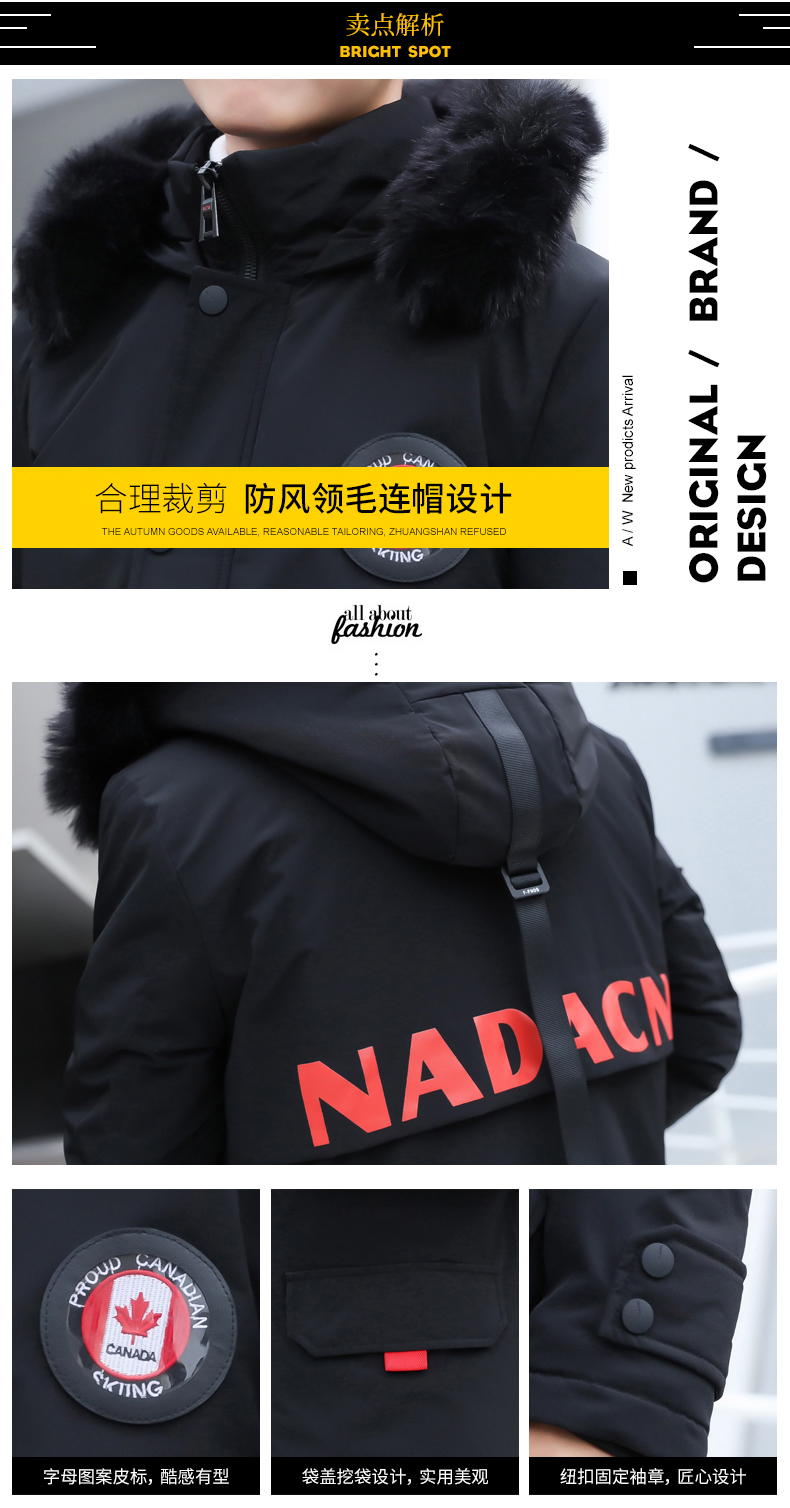 卖点解析
BRIGHT SPOT
合理裁剪 防风领毛连帽设计
THE AUTUMN GOODS AVAILABLE, REASONABLE TAILORING, ZHUANGSHAN REFUSED
A / W New prodicts Arrival
ORIGINAL / BRAND /
DESIGN
all about
fashion
NADACN
PROUD CANADIAN
CANADA
SKIING
字母图案皮标，酷感有型
袋盖挖袋设计，实用美观
纽扣固定袖章，匠心设计